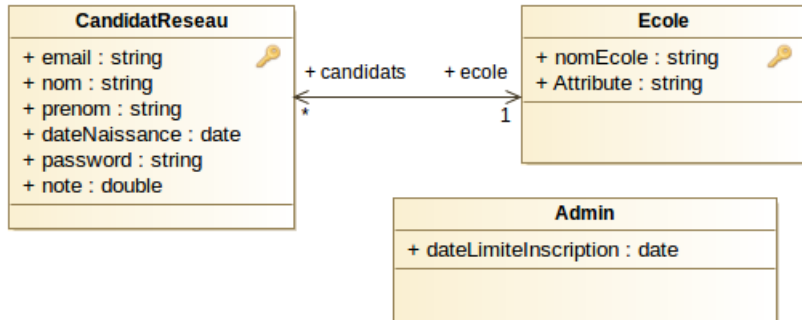 CandidatReseau
+ email : string
+ nom : string
+ prenom : string
+ dateNaissance : date
+ password : string
+ note : double
+ candidats
+ ecole
*
1
Ecole
+ nomEcole : string
+ Attribute : string
Admin
+ dateLimiteInscription : date